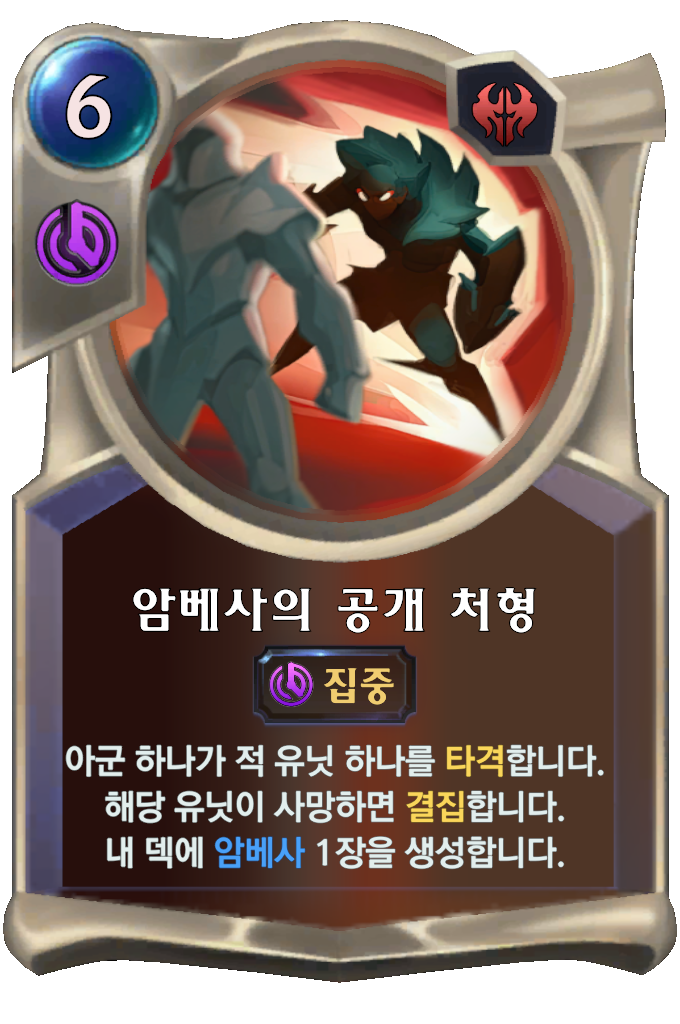 6
암베사의 공개 처형
집중
아군 하나가 적 유닛 하나를 타격합니다.
해당 유닛이 사망하면 결집합니다.
내 덱에 암베사 1장을 생성합니다.